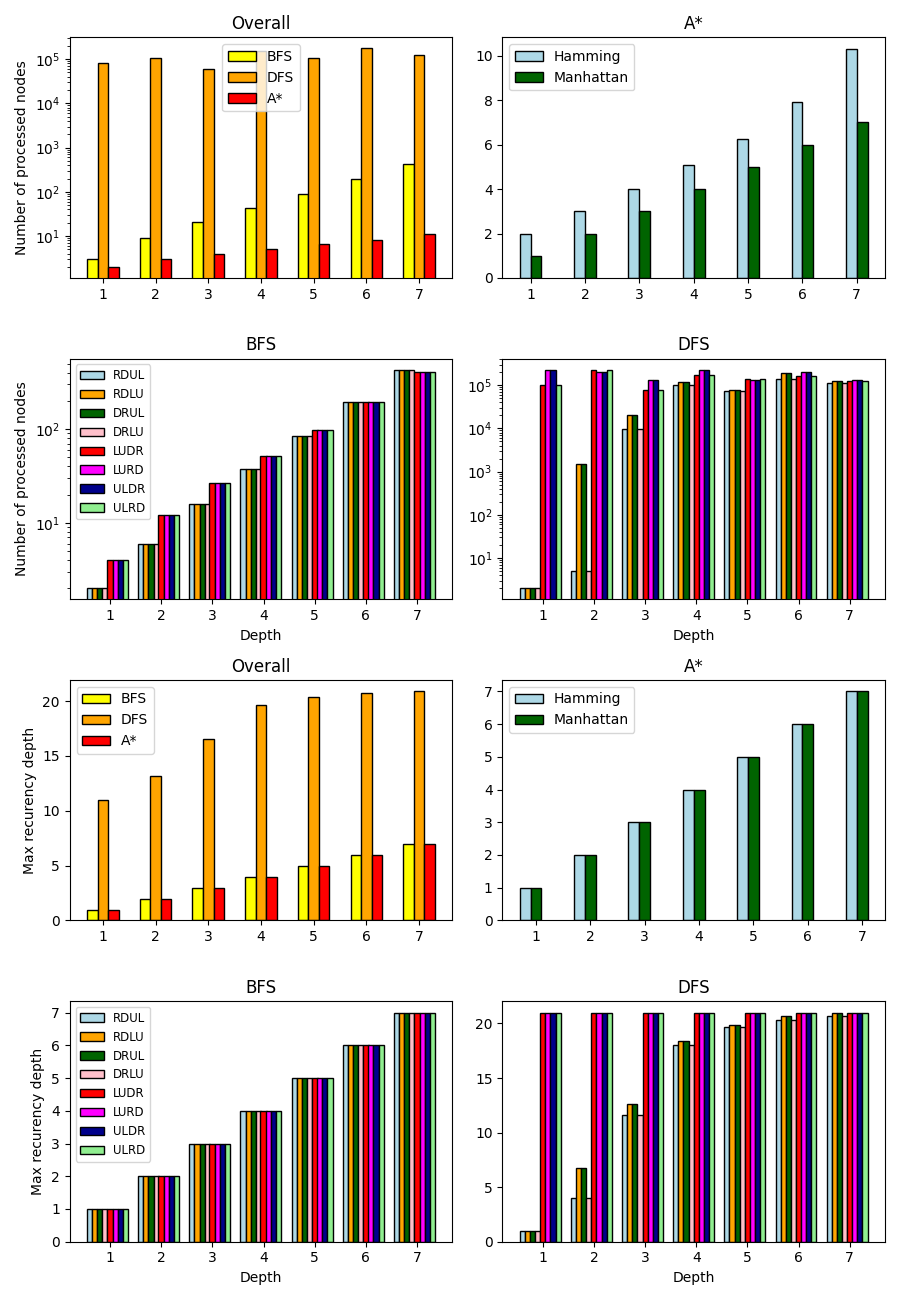 Overall
Number of processed nodes
10^5
10^4
10^3
10^2
10^1
BFS
DFS
A*
1 2 3 4 5 6 7
A*
10
8
6
4
2
0
Hamming
Manhattan
1 2 3 4 5 6 7
BFS
Number of processed nodes
10^2
10^1
RDUL
RDLU
DRUL
DRLU
LUDR
LURD
ULDR
ULRD
1 2 3 4 5 6 7
Depth
DFS
10^5
10^4
10^3
10^2
10^1
1 2 3 4 5 6 7
Depth
Overall
Max recurency depth
20
15
10
5
0
BFS
DFS
A*
1 2 3 4 5 6 7
A*
7
6
5
4
3
2
1
0
Hamming
Manhattan
1 2 3 4 5 6 7
BFS
Max recurency depth
7
6
5
4
3
2
1
0
RDUL
RDLU
DRUL
DRLU
LUDR
LURD
ULDR
ULRD
1 2 3 4 5 6 7
Depth
DFS
20
15
10
5
0
1 2 3 4 5 6 7
Depth